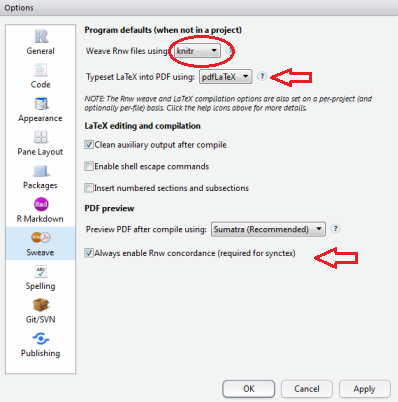 Options
R
General
Code
Appearance
Pane Layout
Packages
Rmd
R Markdown
Sweave
ABC
Spelling
Git/SVN
Publishing
Program defaults (when not in a project)
Weave Rnw files using: knitr ?
Typeset LaTeX into PDF using: pdfLaTeX ?
NOTE: The Rnw weave and LaTeX compilation options are also set on a per-project (and
optionally per-file) basis. Click the help icons above for more details.
LaTeX editing and compilation
Clean auxiliary output after compile
Enable shell escape commands
Insert numbered sections and subsections
PDF preview
Preview PDF after compile using: Sumatra (Recommended) ?
Always enable Rnw concordance (required for synctex)
OK Cancel Apply